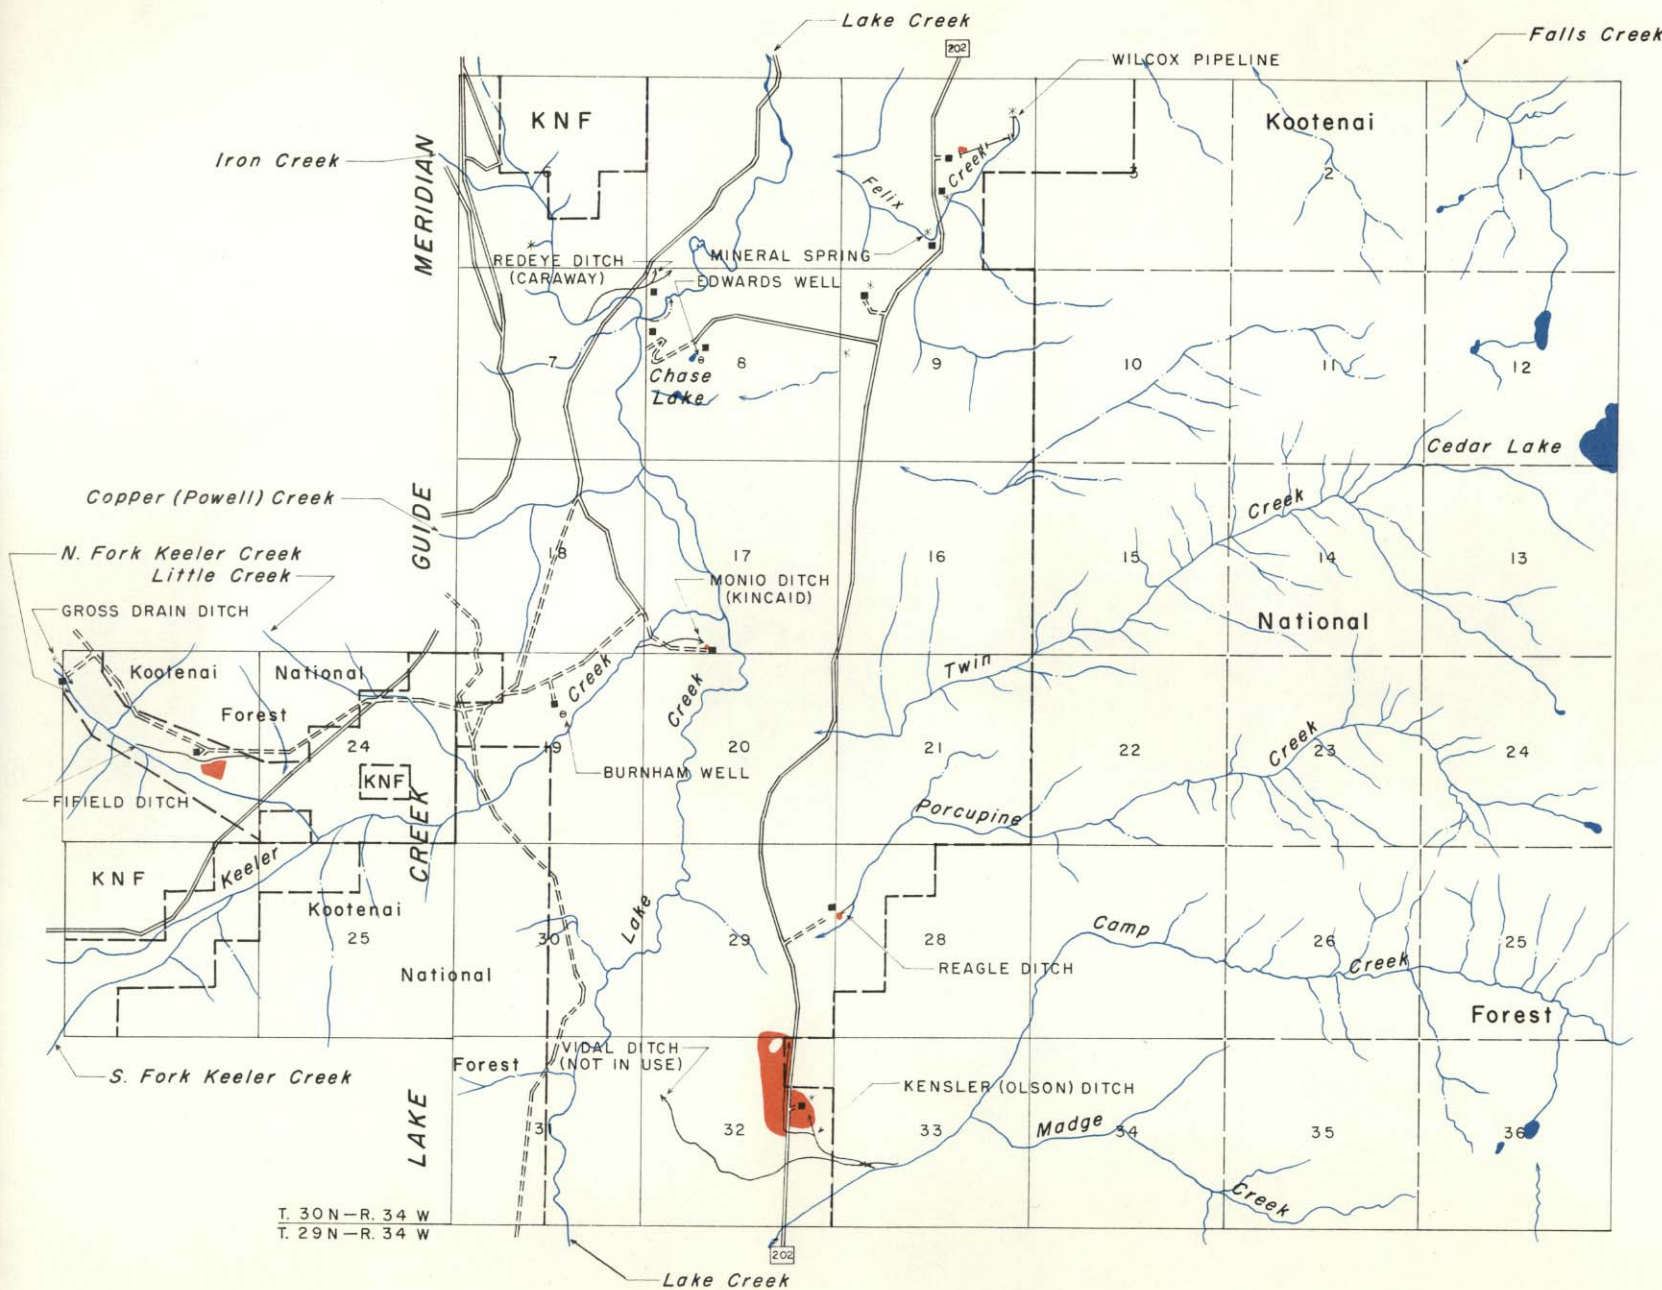 Lake Creek
202
Falls Creek
WILCOX PIPELINE
KNF
Kootenai
Iron Creek
MERIDIAN
6
Felix
Creek
3
2
1
REDEYE DITCH
(CARAWAY)
MINERAL SPRING
EDWARDS WELL
7
8
9
10
11
12
Chase
Lake
Cedar Lake
Copper (Powell) Creek
GUIDE
Creek
N. Fork Keeler Creek
Little Creek
18
17
16
15
14
13
MONIO DITCH
(KINCAID)
GROSS DRAIN DITCH
National
Kootenai
National
Forest
Creek
Creek
Twin
24
19
20
21
22
Creek
23
24
KNF
BURNHAM WELL
FIFIELD DITCH
CREEK
Porcupine
KNF
Keeler
Kootenai
25
30
Lake
29
28
Camp
26
25
Creek
REAGLE DITCH
National
Forest
VIDAL DITCH
(NOT IN USE)
Forest
S. Fork Keeler Creek
KENSLER (OLSON) DITCH
LAKE
31
32
33
Madge
34
35
36
Creek
T. 30 N—R. 34 W
T. 29 N—R. 34 W
202
Lake Creek